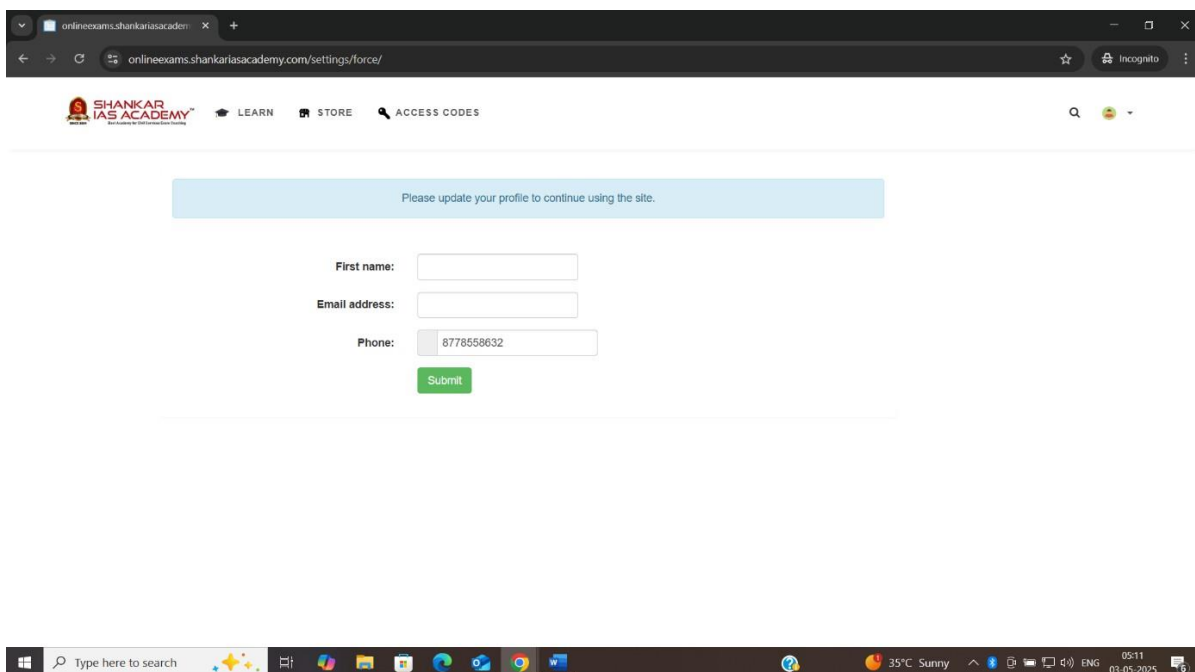 onlineexams.shankariasacadem
onlineexams.shankariasacademy.com/settings/force/
Incognito
SHANKAR
IAS ACADEMY™
LEARN
STORE
ACCESS CODES
Please update your profile to continue using the site.
First name:
Email address:
Phone:
8778558632
Submit
Type here to search
35°C Sunny
ENG
05:11
03-05-2025